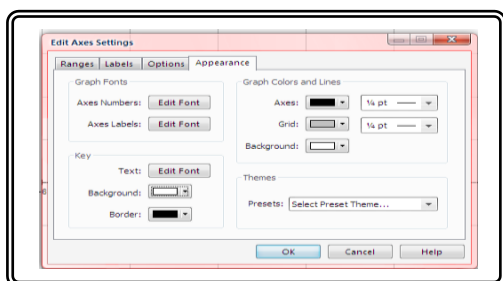 Edit Axes Settings
Ranges Labels Options Appearance
Graph Fonts
Axes Numbers: Edit Font
Axes Labels: Edit Font
Key
Text: Edit Font
Background:
Border:
Graph Colors and Lines
Axes: ¼ pt
Grid: ¼ pt
Background:
Themes
Presets: Select Preset Theme...
OK Cancel Help